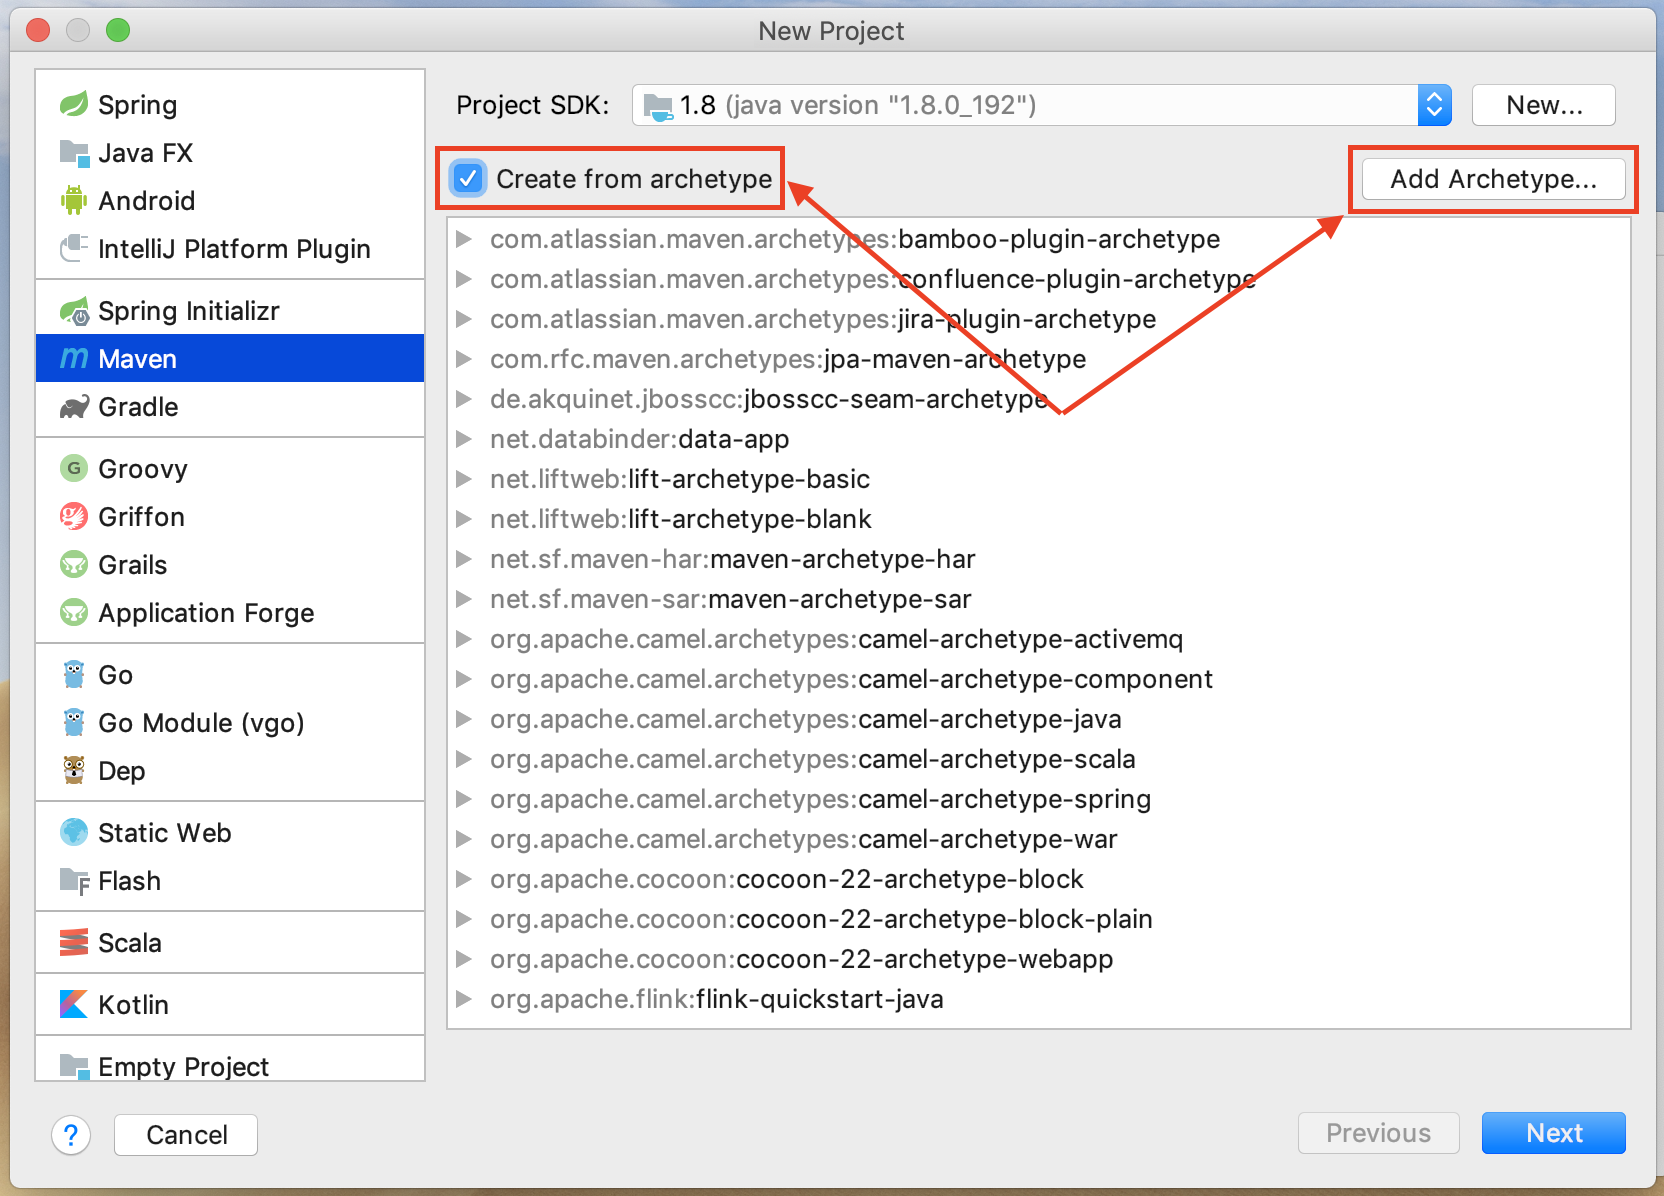 New Project
Spring
Java FX
Android
IntelliJ Platform Plugin
Spring Initializr
Maven
Gradle
Groovy
Griffon
Grails
Application Forge
Go
Go Module (vgo)
Dep
Static Web
Flash
Scala
Kotlin
Empty Project
Project SDK: 1.8 (java version "1.8.0_192") New...
Create from archetype Add Archetype...
com.atlassian.maven.archetypes:bamboo-plugin-archetype
com.atlassian.maven.archetypes:confluence-plugin-archetype
com.atlassian.maven.archetypes:jira-plugin-archetype
com.rfc.maven.archetypes:jpa-maven-archetype
de.akquinet.jbosscc:jbosscc-seam-archetype
net.databinder:data-app
net.liftweb:lift-archetype-basic
net.liftweb:lift-archetype-blank
net.sf.maven-har:maven-archetype-har
net.sf.maven-sar:maven-archetype-sar
org.apache.camel.archetypes:camel-archetype-activemq
org.apache.camel.archetypes:camel-archetype-component
org.apache.camel.archetypes:camel-archetype-java
org.apache.camel.archetypes:camel-archetype-scala
org.apache.camel.archetypes:camel-archetype-spring
org.apache.camel.archetypes:camel-archetype-war
org.apache.cocoon:cocoon-22-archetype-block
org.apache.cocoon:cocoon-22-archetype-block-plain
org.apache.cocoon:cocoon-22-archetype-webapp
org.apache.flink:flink-quickstart-java
? Cancel Previous Next